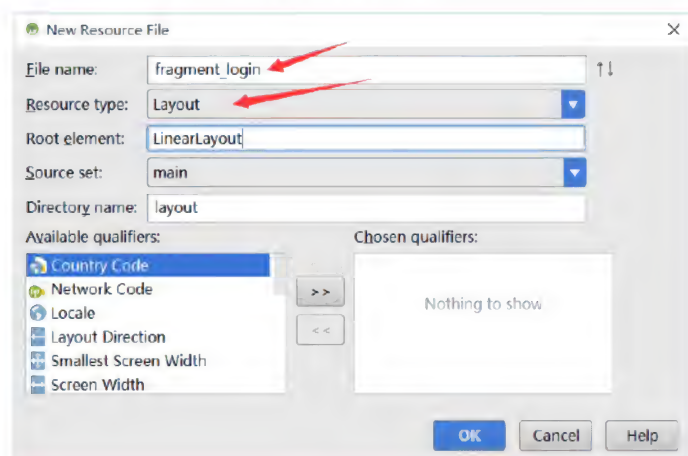 New Resource File
File name: fragment_login
Resource type: Layout
Root element: LinearLayout
Source set: main
Directory name: layout
Available qualifiers: Chosen qualifiers:
Country Code
Network Code
Locale
Layout Direction
Smallest Screen Width
Screen Width
>>
<<
Nothing to show
OK Cancel Help